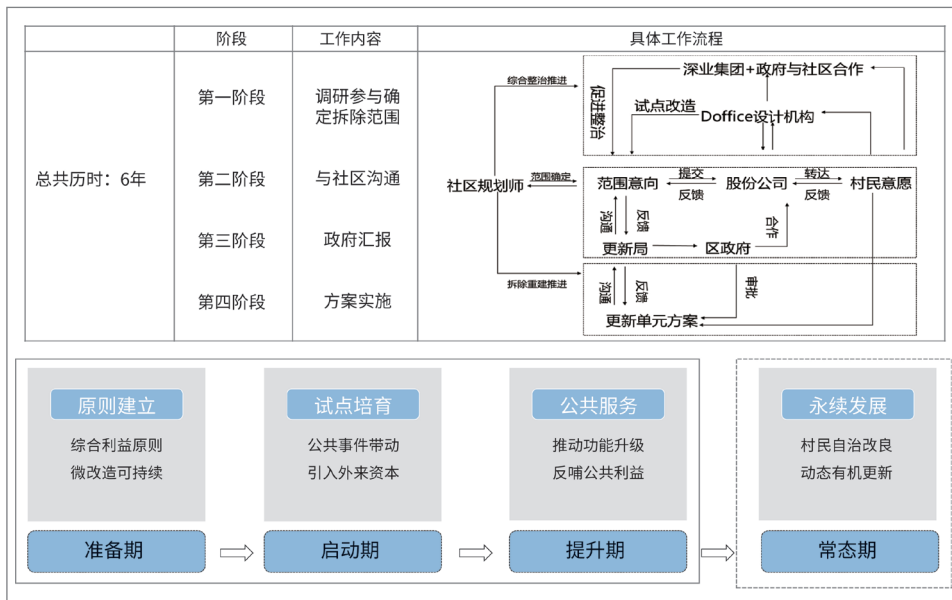 阶段
工作内容
具体工作流程
总共历时：6年
第一阶段
调研参与确
定拆除范围
第二阶段
与社区沟通
第三阶段
政府汇报
第四阶段
方案实施
社区规划师
综合整治推进
范围确定
拆除重建推进
深业集团+政府与社区合作
促进整治
试点改造
Doffice设计机构
范围意向
提交
反馈
股份公司
转达
反馈
村民意愿
沟通
反馈
合作
更新局
区政府
沟通
反馈
审批
更新单元方案
原则建立
综合利益原则
微改造可持续
准备期
试点培育
公共事件带动
引入外来资本
启动期
公共服务
推动功能升级
反哺公共利益
提升期
永续发展
村民自治改良
动态有机更新
常态期